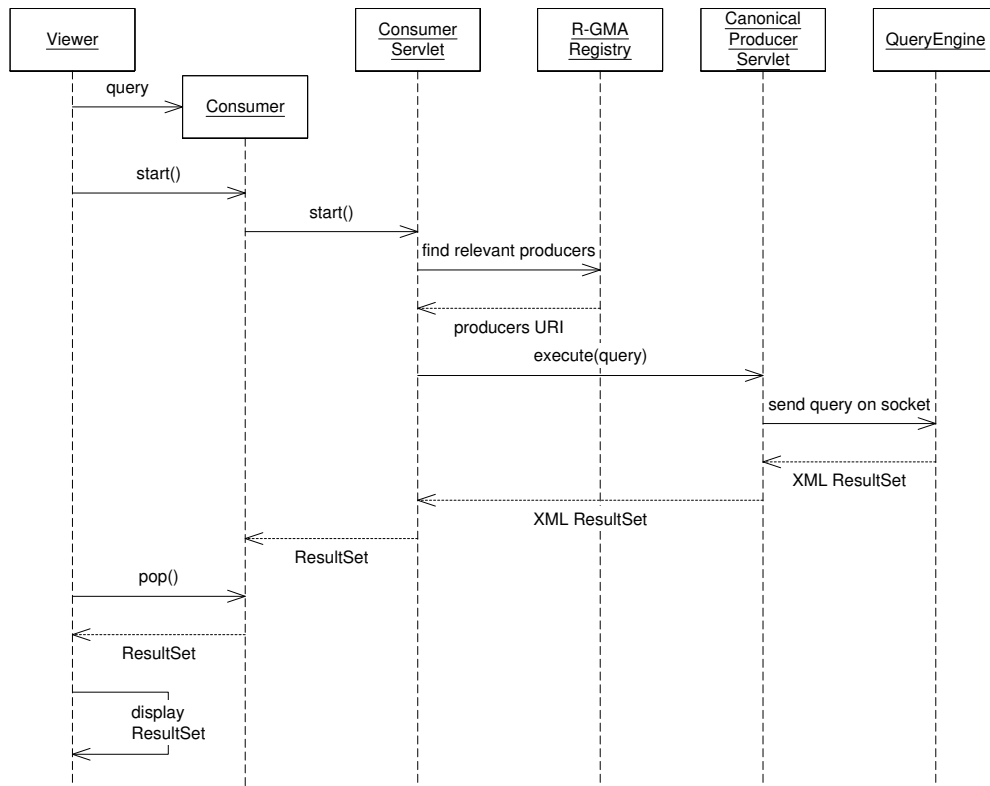 Viewer
Consumer
Servlet
R-GMA
Registry
Canonical
Producer
Servlet
QueryEngine
query
Consumer
start()
start()
find relevant producers
producers URI
execute(query)
send query on socket
XML ResultSet
XML ResultSet
ResultSet
pop()
ResultSet
display
ResultSet